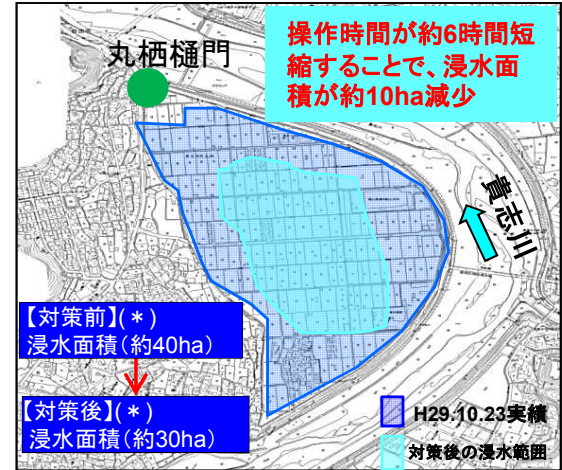 丸栖樋門
操作時間が約6時間短
縮することで、浸水面
積が約10ha減少
貴志川
【対策前】(*)
浸水面積(約40ha)
【対策後】(*)
浸水面積(約30ha)
H29.10.23実績
対策後の浸水範囲